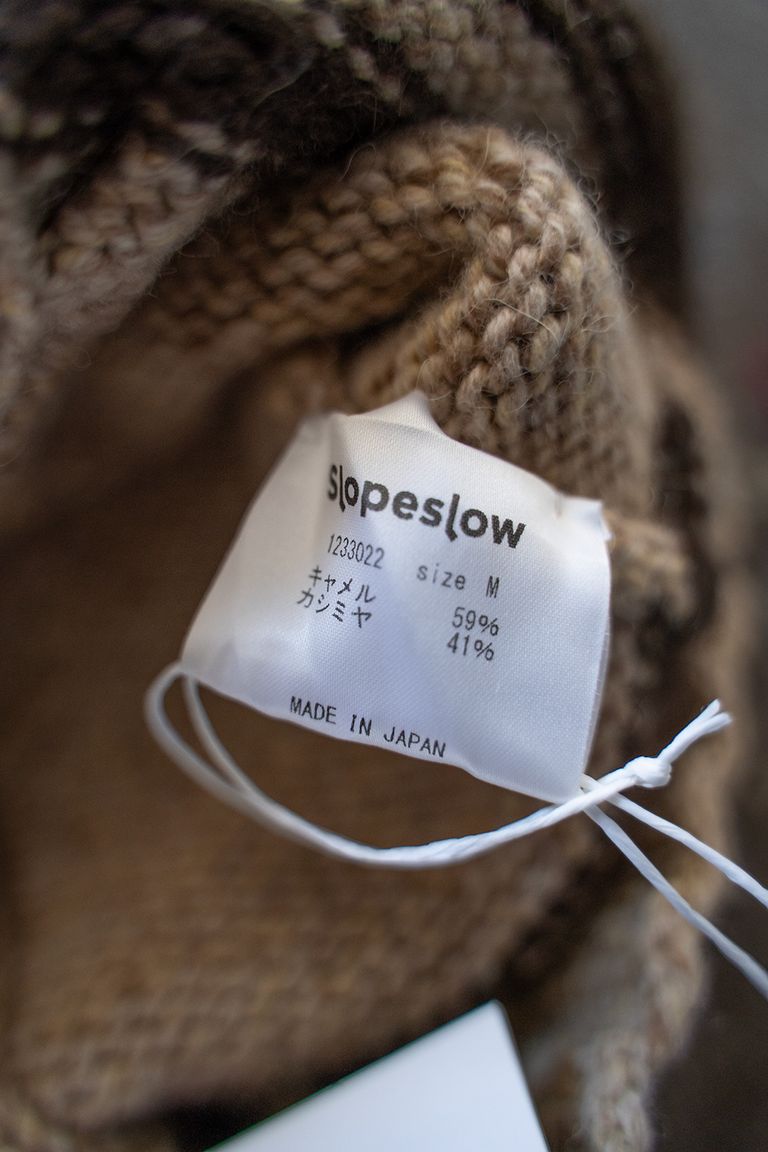 slopeslow
1233022 size M
キャメル 59%
カシミヤ 41%
MADE IN JAPAN